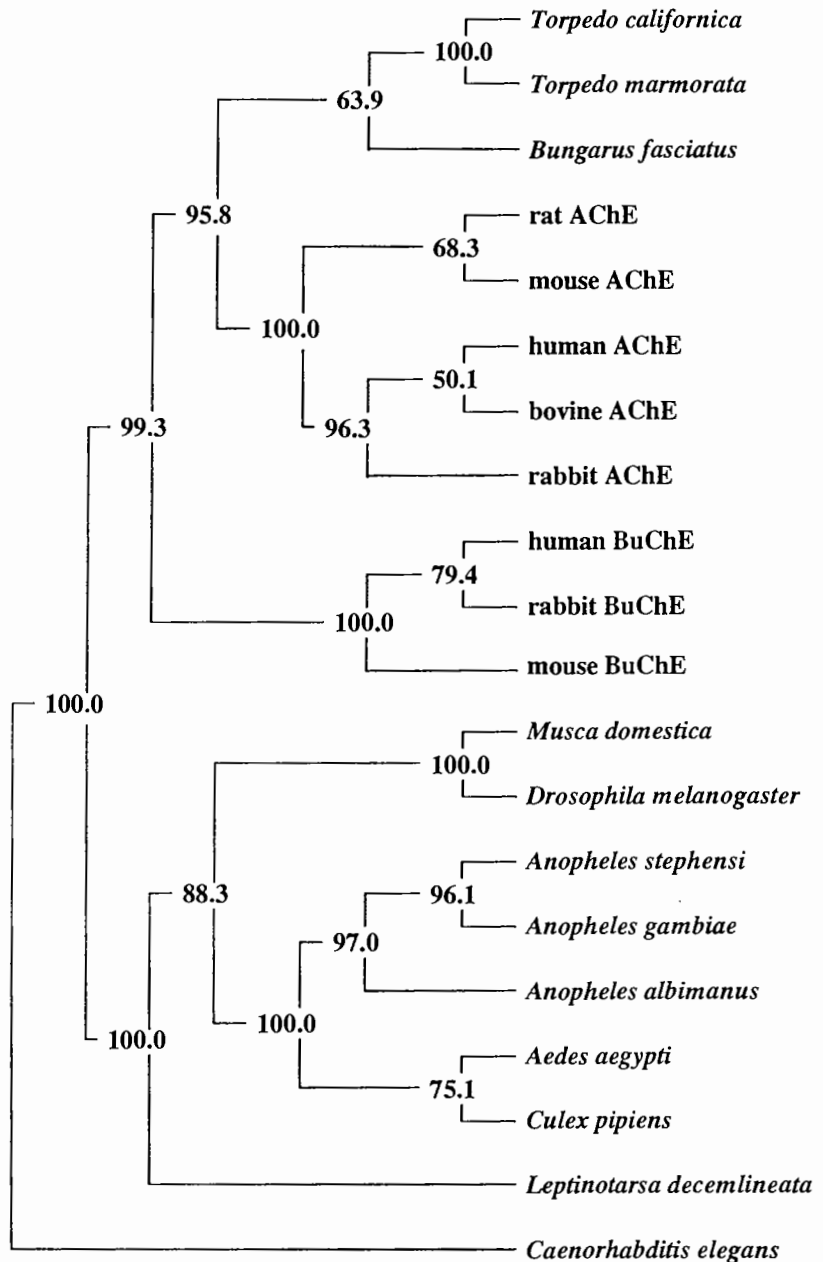 Torpedo californica
100.0
Torpedo marmorata
63.9
Bungarus fasciatus
95.8
rat AChE
68.3
mouse AChE
100.0
human AChE
50.1
bovine AChE
99.3
96.3
rabbit AChE
human BuChE
79.4
rabbit BuChE
100.0
mouse BuChE
100.0
Musca domestica
100.0
Drosophila melanogaster
Anopheles stephensi
88.3
96.1
Anopheles gambiae
97.0
Anopheles albimanus
100.0
100.0
Aedes aegypti
75.1
Culex pipiens
Leptinotarsa decemlineata
Caenorhabditis elegans